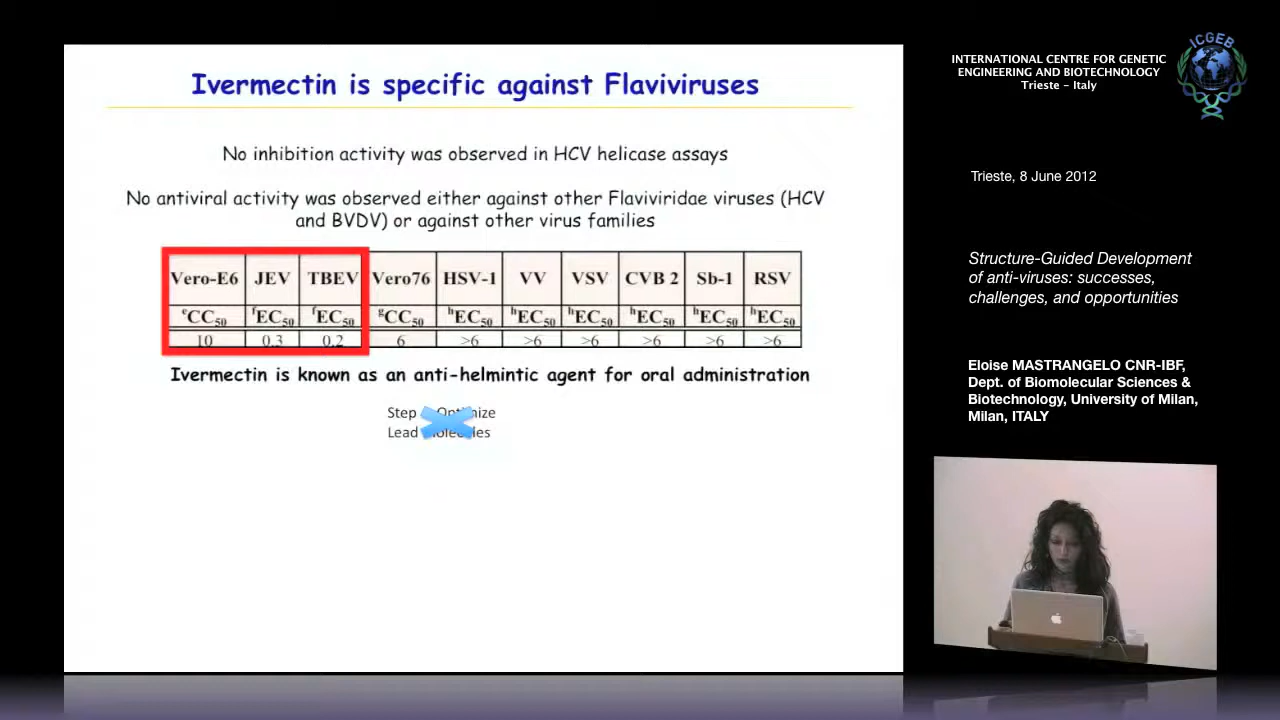 Ivermectin is specific against Flaviviruses
No inhibition activity was observed in HCV helicase assays
No antiviral activity was observed either against other Flaviviridae viruses (HCV
and BVDV) or against other virus families
Vero-E6 JEV TBEV Vero76 HSV-1 VV VSV CVB 2 Sb-1 RSV
eCC50 fEC50 fEC50 gCC50 hEC50 hEC50 hEC50 hEC50 hEC50 hEC50
10 0.3 0.2 6 >6 >6 >6 >6 >6 >6
Ivermectin is known as an anti-helmintic agent for oral administration
Step Optimize
Lead Molecules
INTERNATIONAL CENTRE FOR GENETIC
ENGINEERING AND BIOTECHNOLOGY
Trieste - Italy
ICGEB
Trieste, 8 June 2012
Structure-Guided Development
of anti-viruses: successes,
challenges, and opportunities
Eloise MASTRANGELO CNR-IBF,
Dept. of Biomolecular Sciences &
Biotechnology, University of Milan,
Milan, ITALY